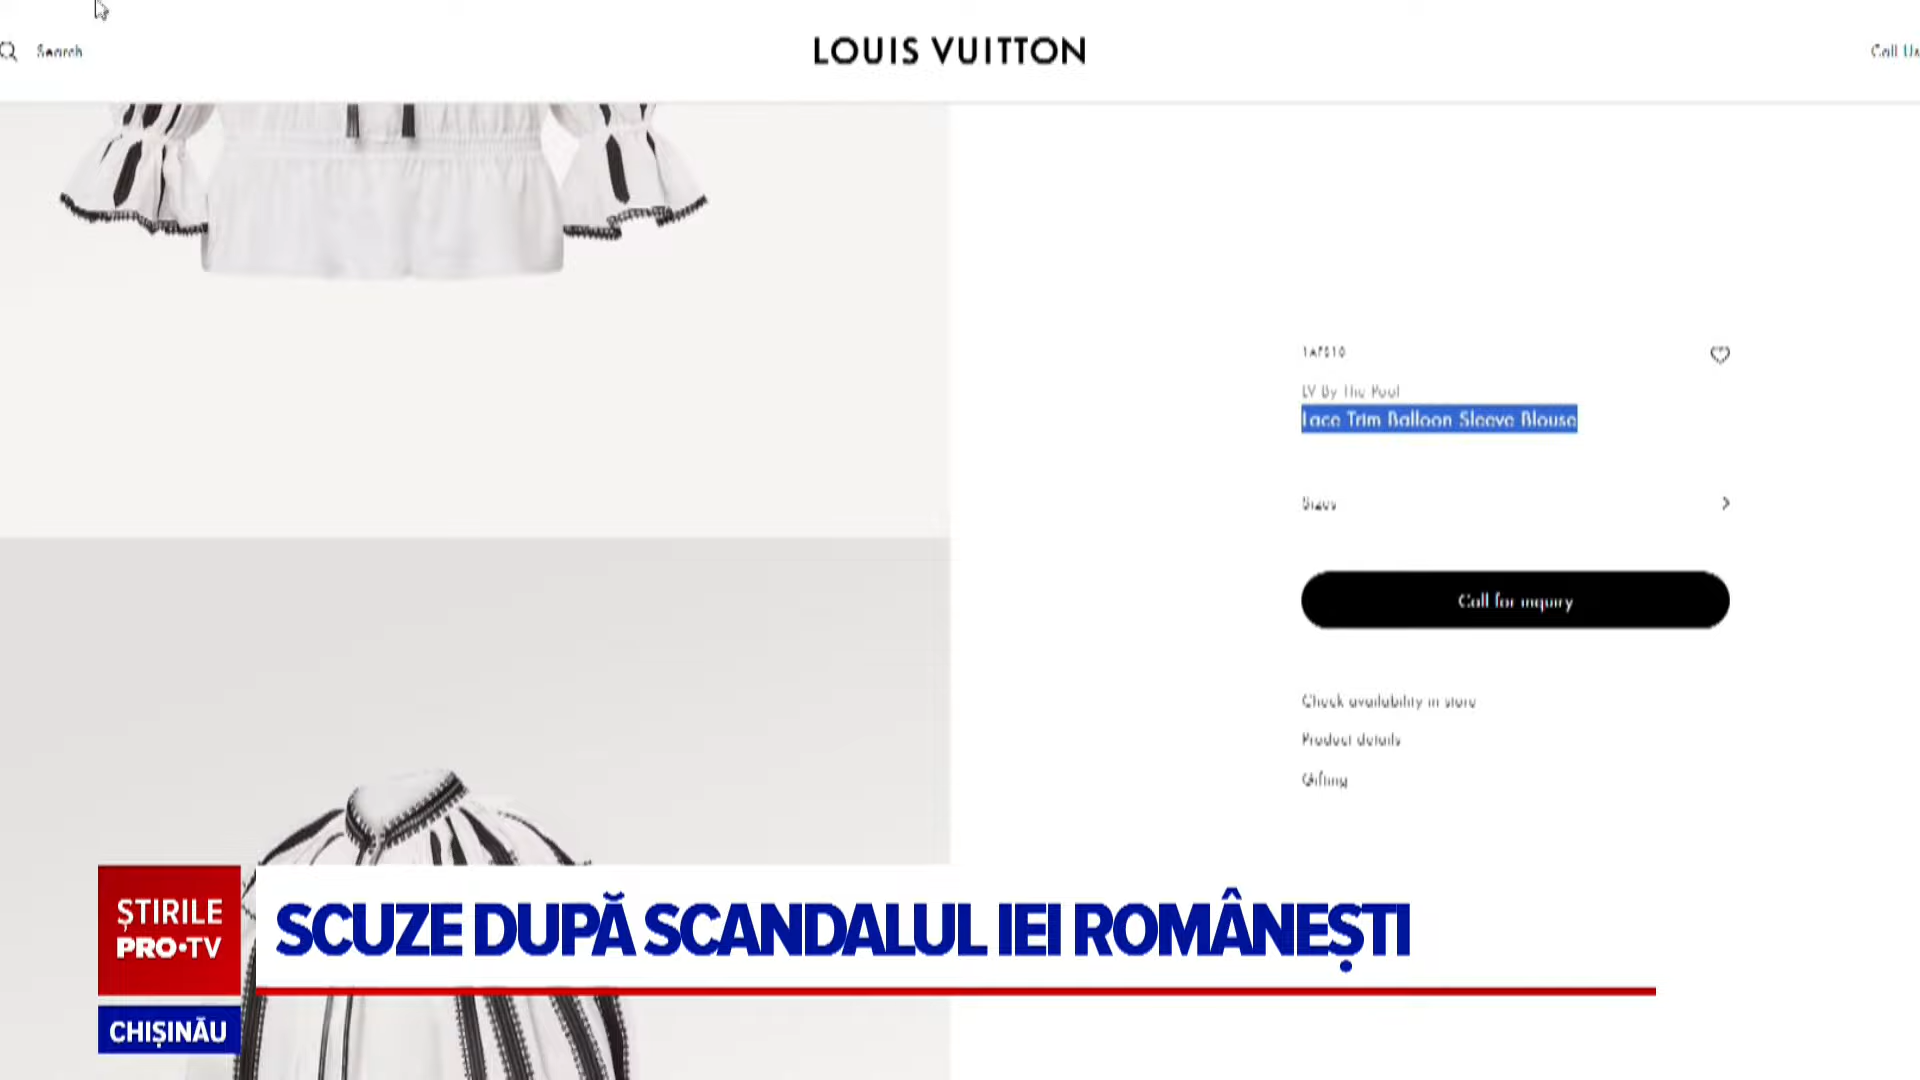 Search
LOUIS VUITTON
Call Us
LV By The Pool
Lace Trim Balloon Sleeve Blouse
Sizes
Call for inquiry
Check availability in store
Product details
Gifting
ȘTIRILE
PRO•TV
SCUZE DUPĂ SCANDALUL IEI ROMÂNEȘTI
CHIȘINĂU